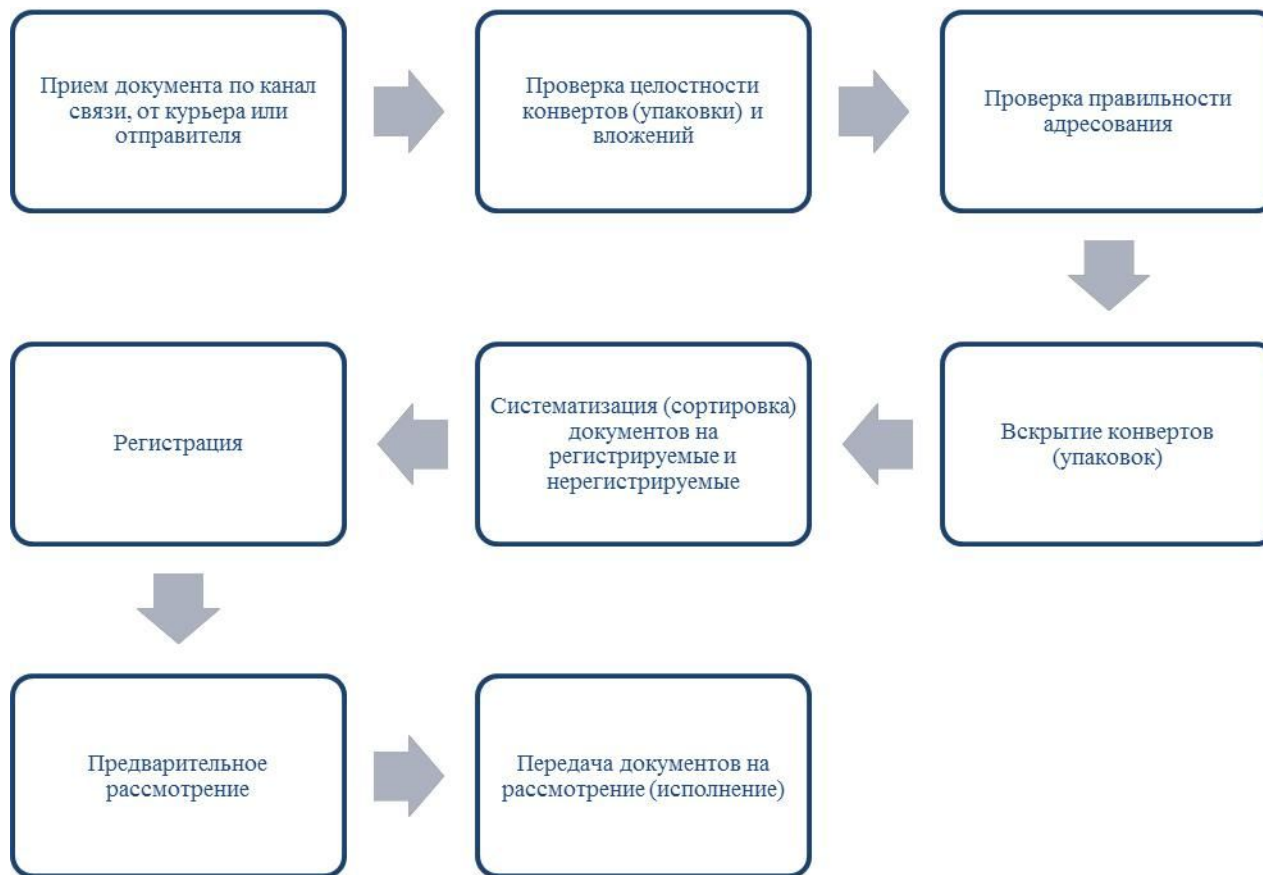 Прием документа по канал
связи, от курьера или
отправителя
Проверка целостности
конвертов (упаковки) и
вложений
Проверка правильности
адресования
Вскрытие конвертов
(упаковок)
Систематизация (сортировка)
документов на
регистрируемые и
нерегистрируемые
Регистрация
Предварительное
рассмотрение
Передача документов на
рассмотрение (исполнение)